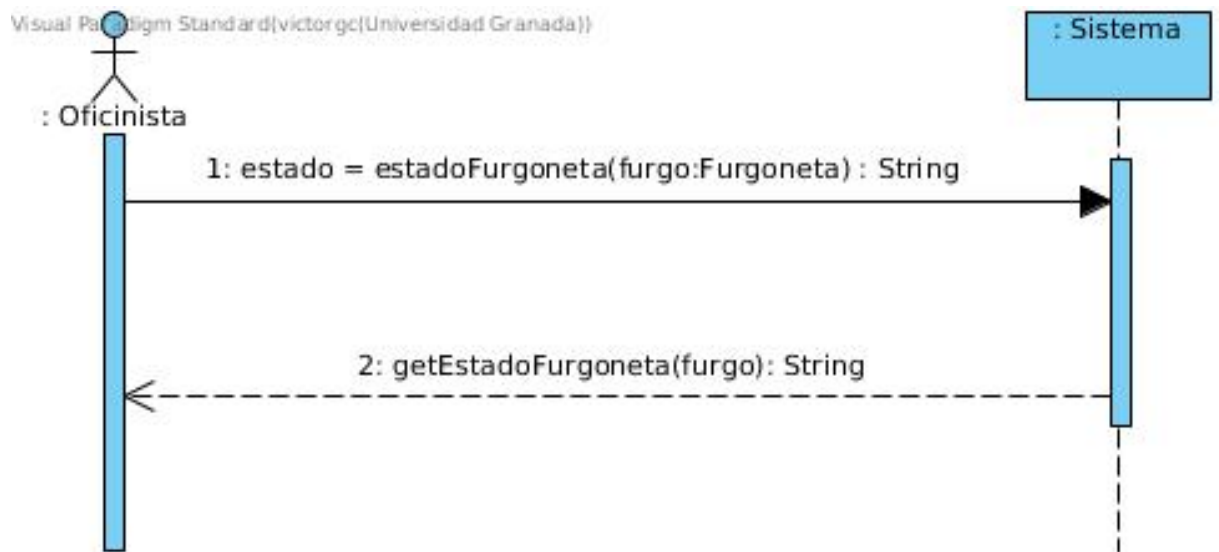 Visual Paradigm Standard(victorgc(Universidad Granada))
: Sistema
: Oficinista
1: estado = estadoFurgoneta(furgo:Furgoneta) : String
2: getEstadoFurgoneta(furgo): String